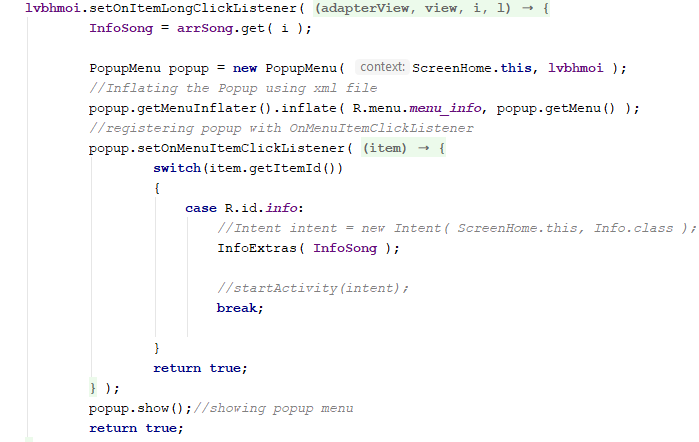 lvbhmoi.setOnItemLongClickListener( (adapterView, view, i, l) → {
InfoSong = arrSong.get( i );
PopupMenu popup = new PopupMenu( context: ScreenHome.this, lvbhmoi );
//Inflating the Popup using xml file
popup.getMenuInflater().inflate( R.menu.menu_info, popup.getMenu() );
//registering popup with OnMenuItemClickListener
popup.setOnMenuItemClickListener( (item) → {
switch(item.getItemId())
{
case R.id.info:
//Intent intent = new Intent( ScreenHome.this, Info.class );
InfoExtras( InfoSong );
//startActivity(intent);
break;
}
return true;
} );
popup.show();//showing popup menu
return true;